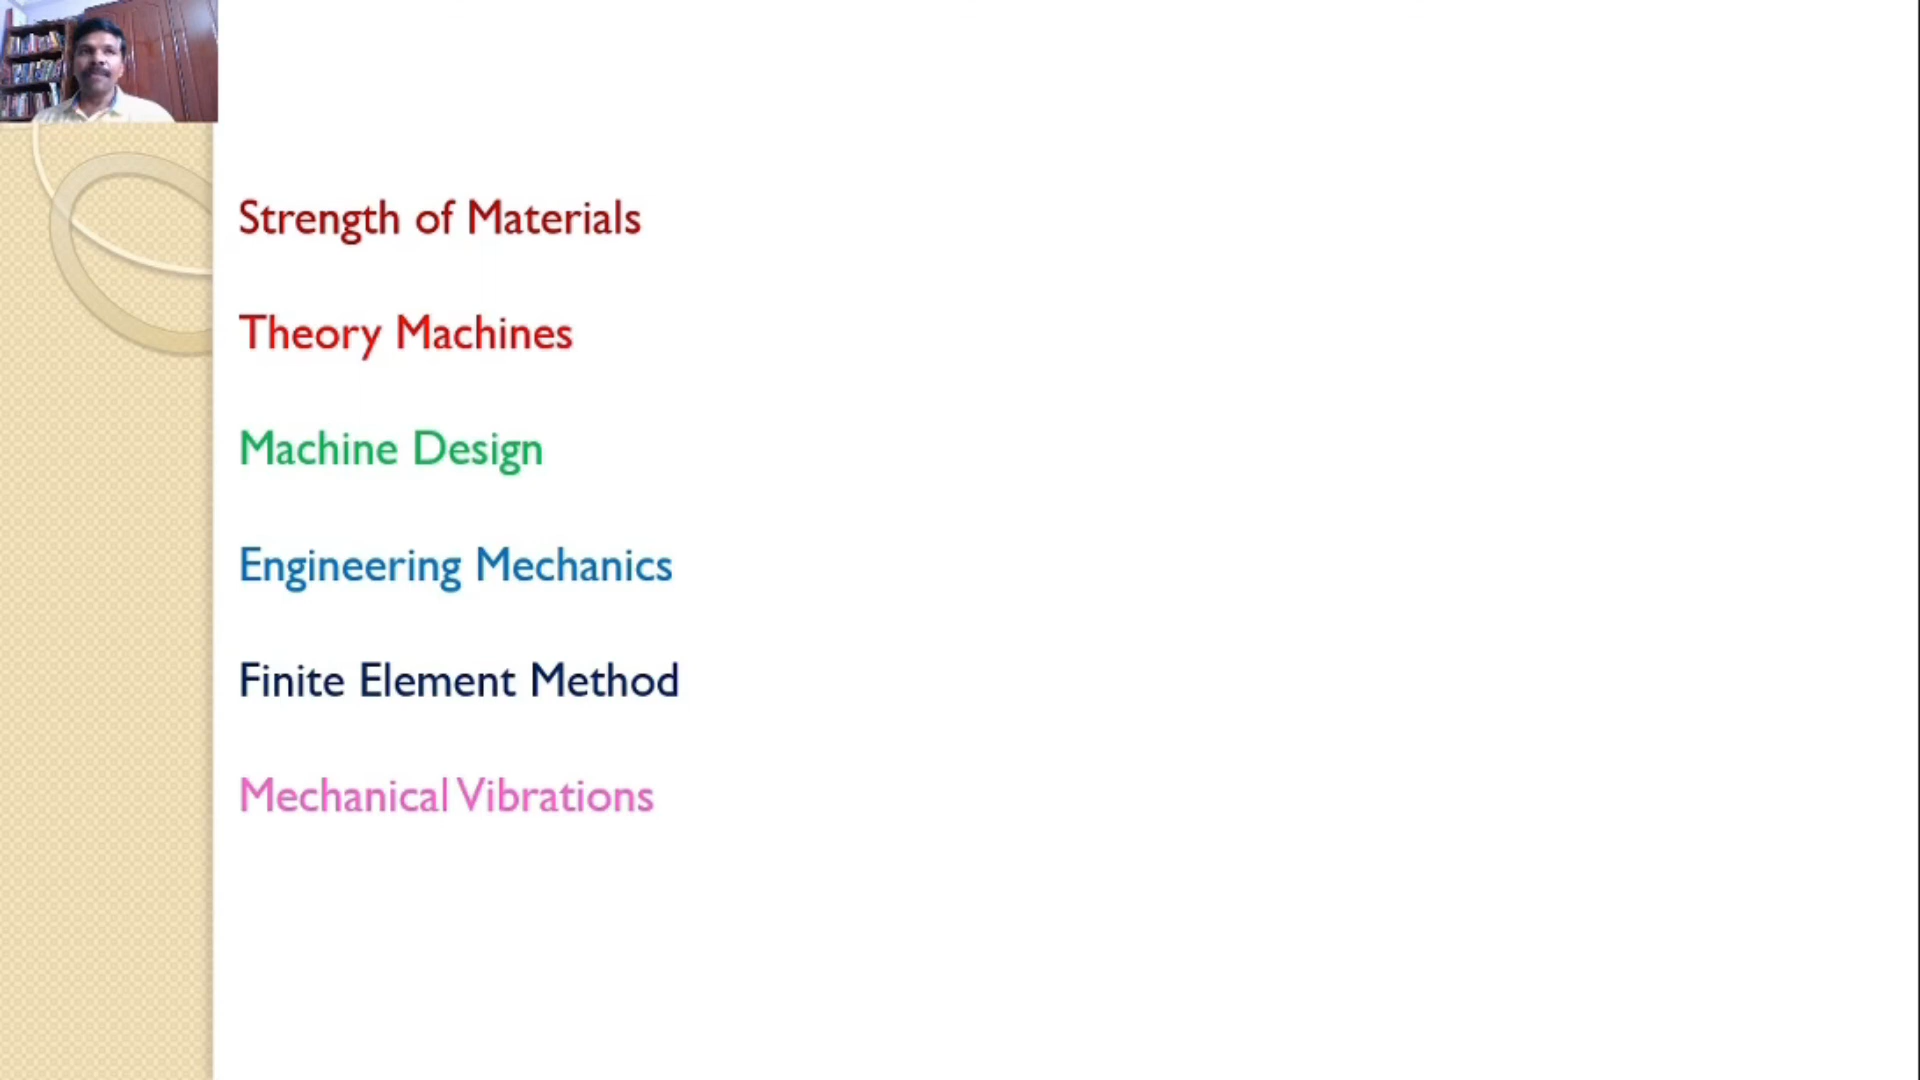 Strength of Materials
Theory Machines
Machine Design
Engineering Mechanics
Finite Element Method
Mechanical Vibrations